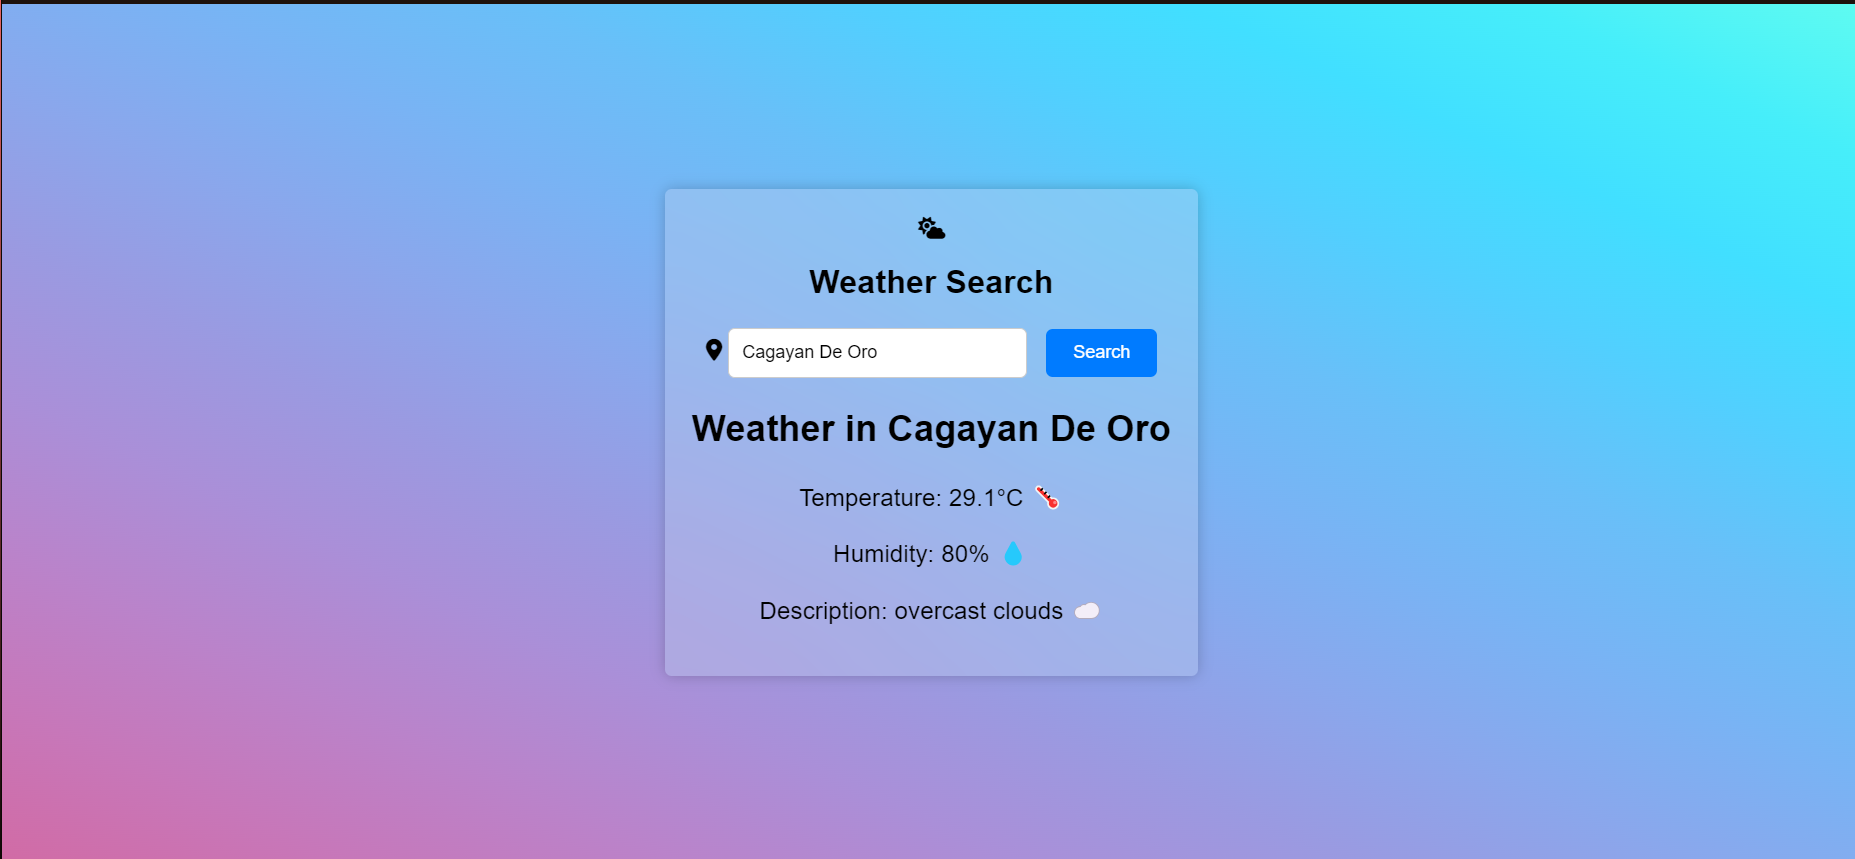 Weather Search
Cagayan De Oro
Search
Weather in Cagayan De Oro
Temperature: 29.1°C
Humidity: 80%
Description: overcast clouds